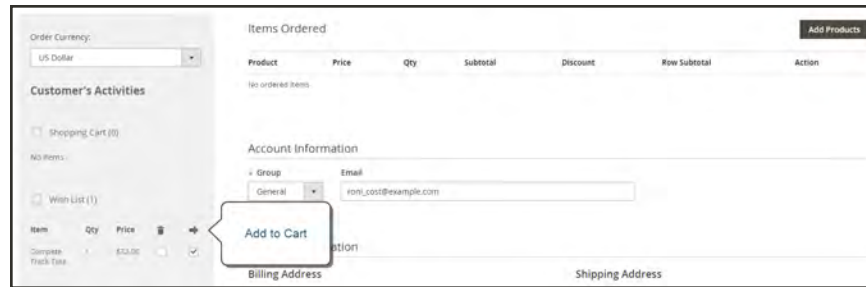 Order Currency:
US Dollar
Customer's Activities
Shopping Cart (0)
No items
Wish List (1)
Item Qty Price
Complete 1
Track Tote
Items Ordered
Add Products
Product Price Qty Subtotal Discount Row Subtotal Action
No ordered items
Account Information
Group Email
General roni_cost@example.com
Add to Cart
Billing Address Shipping Address